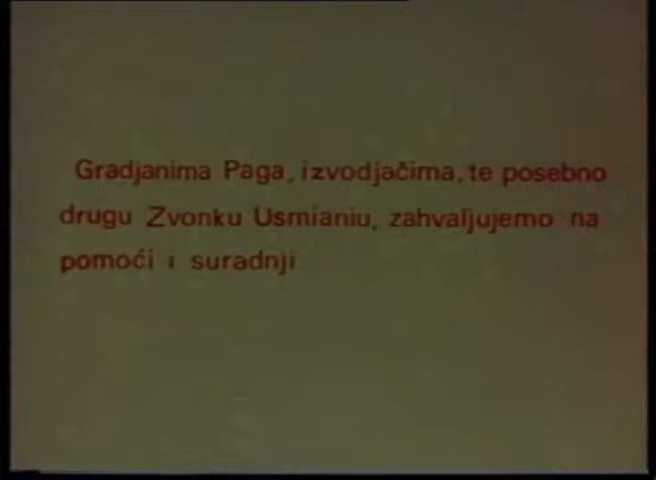 Gradjanima Paga, izvodjačima, te posebno
drugu Zvonku Usmianiu, zahvaljujemo na
pomoći i suradnji